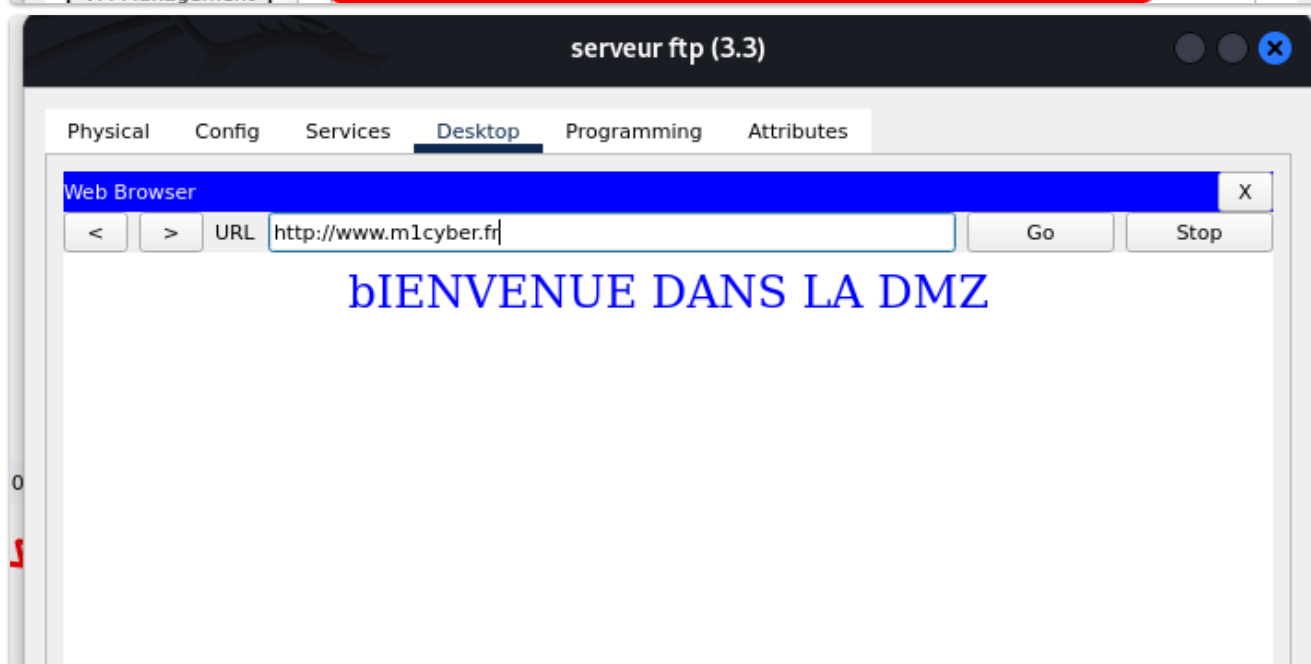 serveur ftp (3.3)
Physical Config Services Desktop Programming Attributes
Web Browser X
< > URL http://www.m1cyber.fr Go Stop
bIENVENUE DANS LA DMZ
0